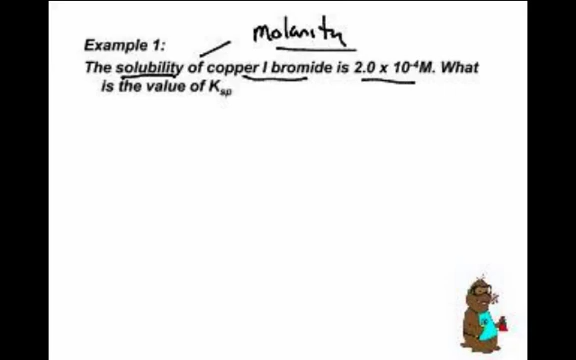 molarity
Example 1:
The solubility of copper I bromide is 2.0 x 10⁻⁴M. What
is the value of Ksp